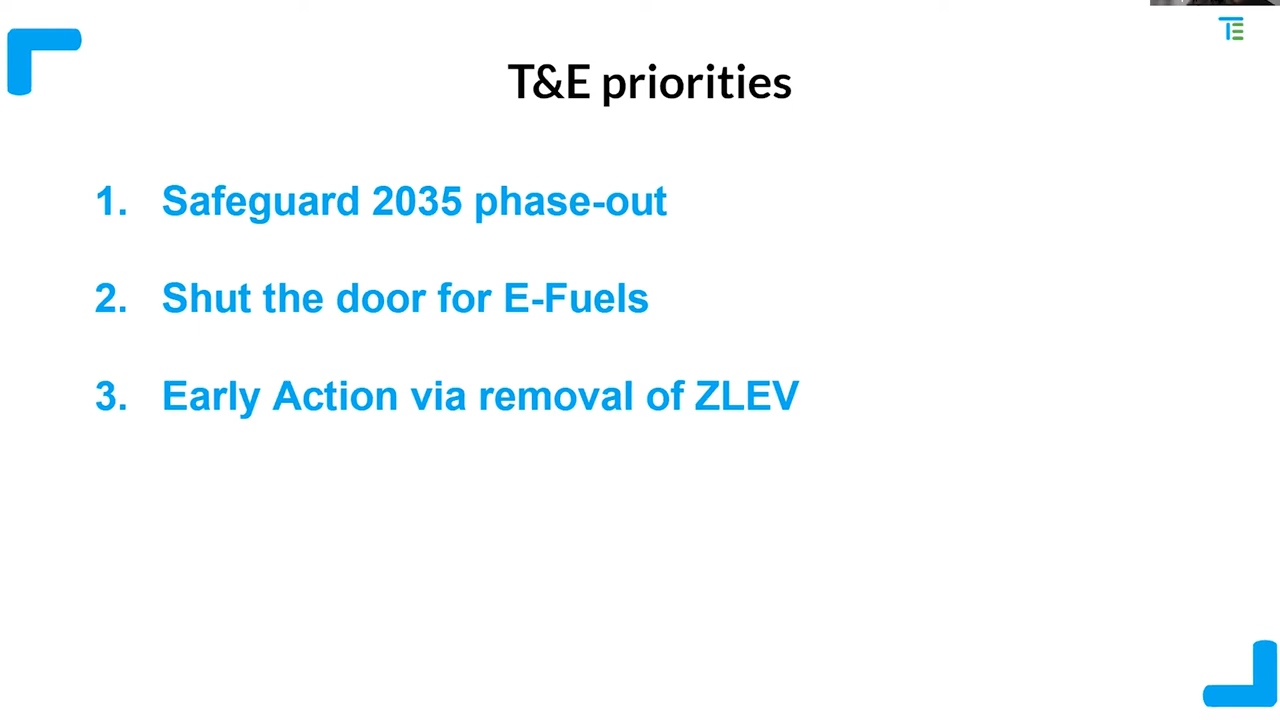 TE
T&E priorities
1. Safeguard 2035 phase-out
2. Shut the door for E-Fuels
3. Early Action via removal of ZLEV